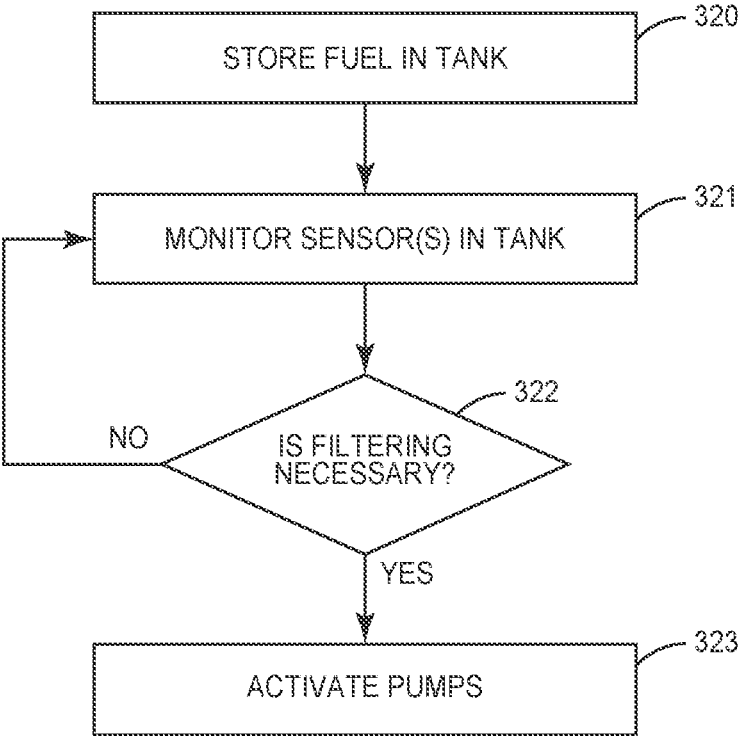 320
STORE FUEL IN TANK
321
MONITOR SENSOR(S) IN TANK
322
IS FILTERING
NECESSARY?
NO
YES
323
ACTIVATE PUMPS